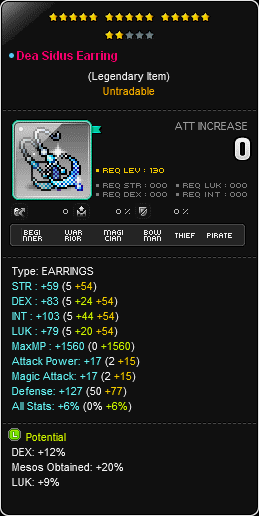 Dea Sidus Earring
(Legendary Item)
Untradable
ATT INCREASE
0
REQ LEV : 130
REQ STR : 000 REQ LUK : 000
REQ DEX : 000 REQ INT : 000
0 0 % 0 %
BEGINNER WARRIOR MAGICIAN BOWMAN THIEF PIRATE
Type: EARRINGS
STR : +59 (5 +54)
DEX : +83 (5 +24 +54)
INT : +103 (5 +44 +54)
LUK : +79 (5 +20 +54)
MaxMP : +1560 (0 +1560)
Attack Power: +17 (2 +15)
Magic Attack: +17 (2 +15)
Defense: +127 (50 +77)
All Stats: +6% (0% +6%)
L Potential
DEX: +12%
Mesos Obtained: +20%
LUK: +9%